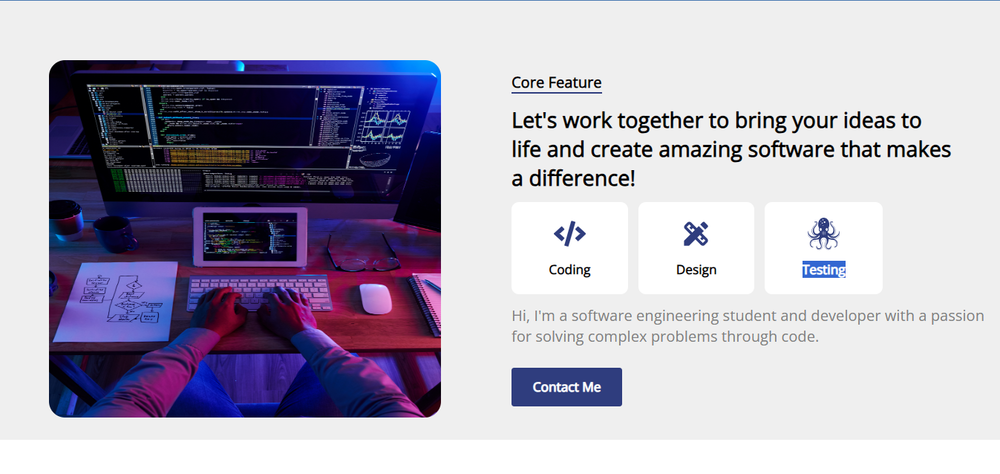 Core Feature
Let's work together to bring your ideas to
life and create amazing software that makes
a difference!
Coding
Design
Testing
Hi, I'm a software engineering student and developer with a passion
for solving complex problems through code.
Contact Me